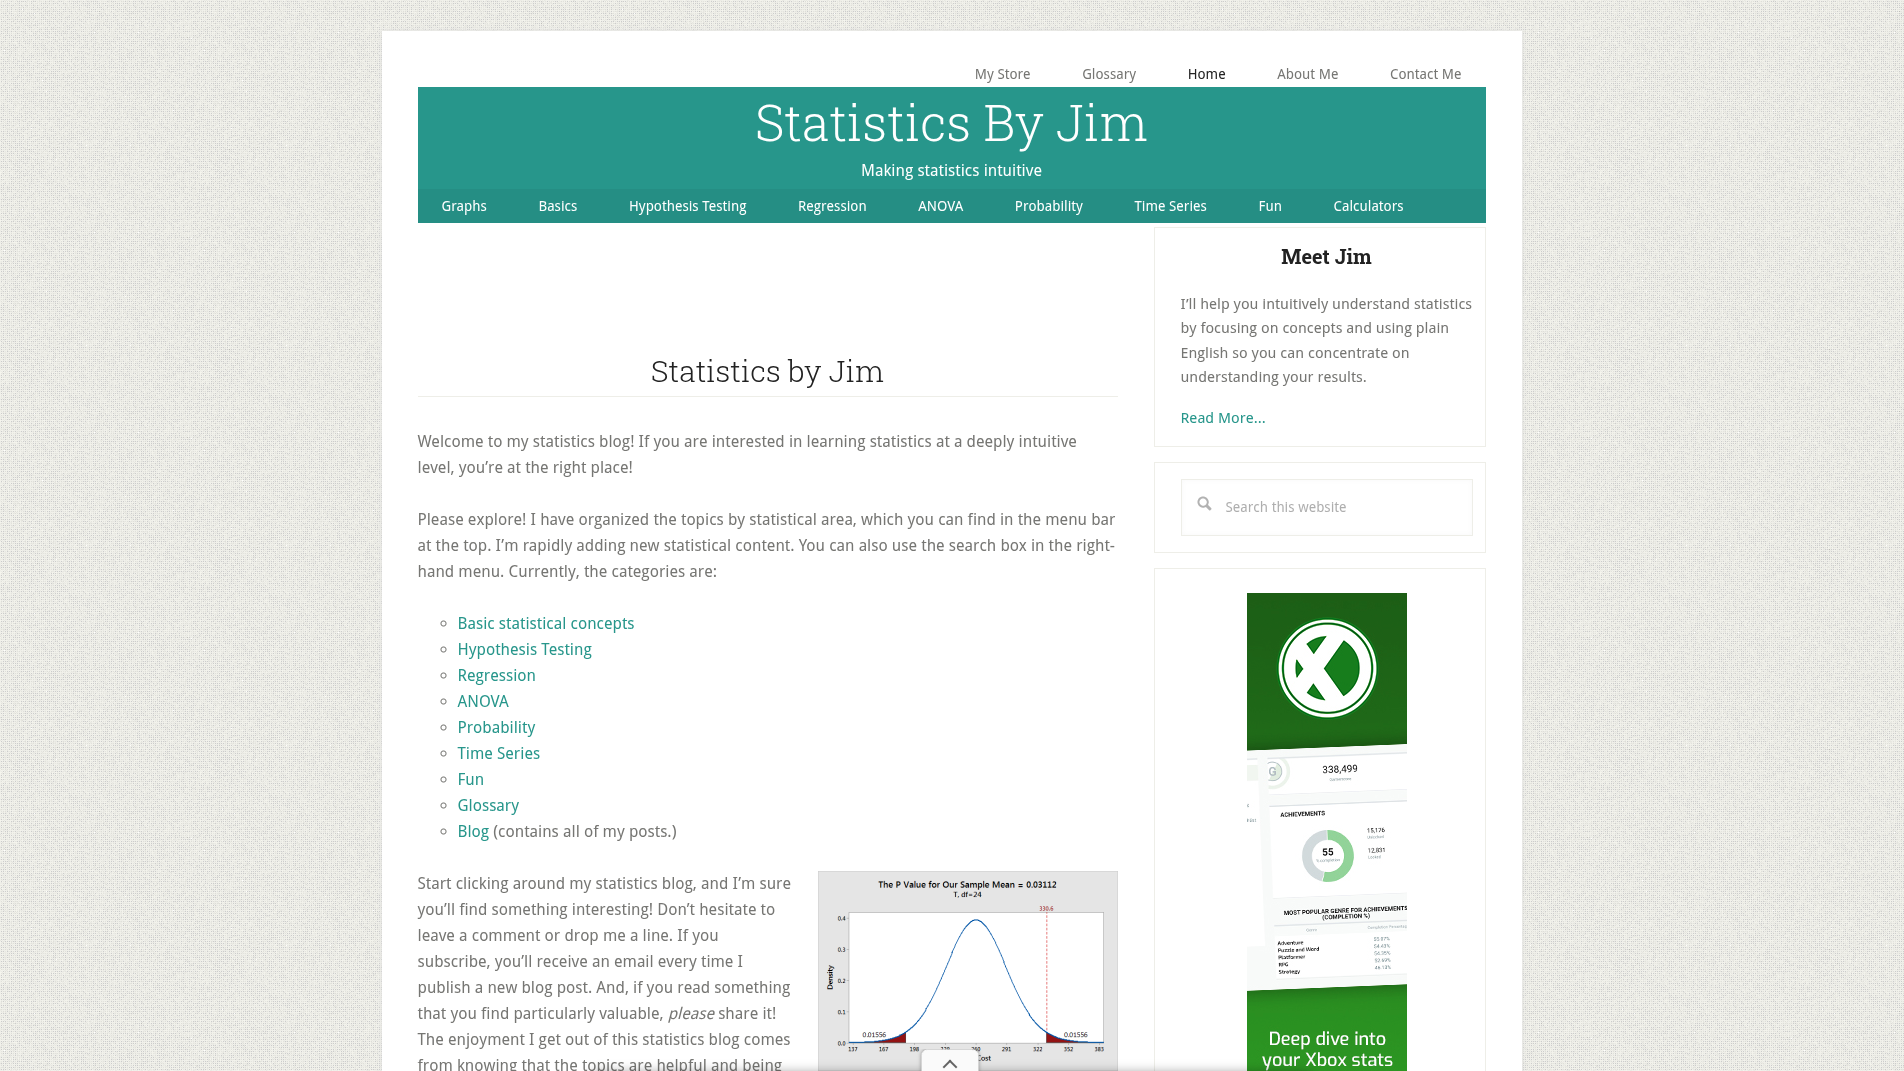 My Store Glossary Home About Me Contact Me
Statistics By Jim
Making statistics intuitive
Graphs Basics Hypothesis Testing Regression ANOVA Probability Time Series Fun Calculators
Statistics by Jim
Welcome to my statistics blog! If you are interested in learning statistics at a deeply intuitive
level, you’re at the right place!
Please explore! I have organized the topics by statistical area, which you can find in the menu bar
at the top. I’m rapidly adding new statistical content. You can also use the search box in the right-
hand menu. Currently, the categories are:
Basic statistical concepts
Hypothesis Testing
Regression
ANOVA
Probability
Time Series
Fun
Glossary
Blog (contains all of my posts.)
Start clicking around my statistics blog, and I’m sure
you’ll find something interesting! Don’t hesitate to
leave a comment or drop me a line. If you
subscribe, you’ll receive an email every time I
publish a new blog post. And, if you read something
that you find particularly valuable, please share it!
The enjoyment I get out of this statistics blog comes
from knowing that the topics are helpful and being
The P Value for Our Sample Mean = 0.03112
T, df=24
330.6
0.4
0.3
0.2
0.1
0.0
Density
0.01556 0.01556
137 167 198 291 322 352 383
Cost
Meet Jim
I’ll help you intuitively understand statistics
by focusing on concepts and using plain
English so you can concentrate on
understanding your results.
Read More...
Search this website
G
338,499
ACHIEVEMENTS
55
15,176
12,831
MOST POPULAR GENRE FOR ACHIEVEMENTS
(COMPLETION %)
Adventure
Puzzle and Word
Platformer
RPG
Strategy
Deep dive into
your Xbox stats